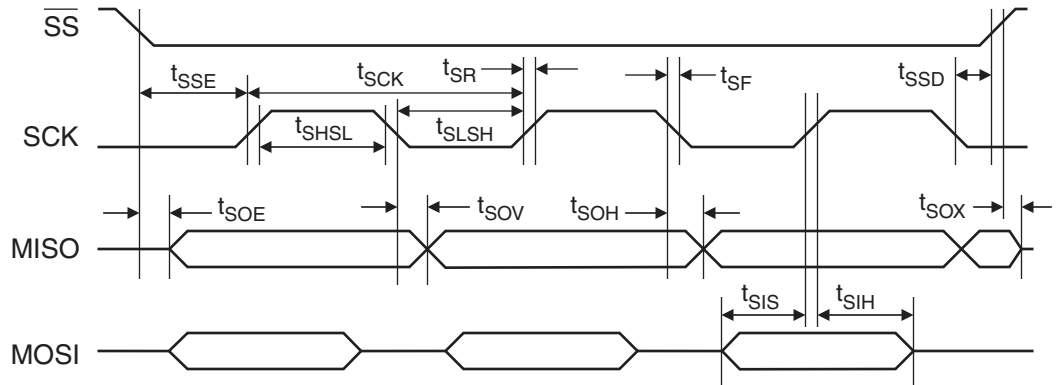 SS
tSSE
tSCK
tSR
tSF
tSSD
SCK
tSHSL
tSLSH
tSOE
tSOV
tSOH
tSOX
MISO
tSIS
tSIH
MOSI